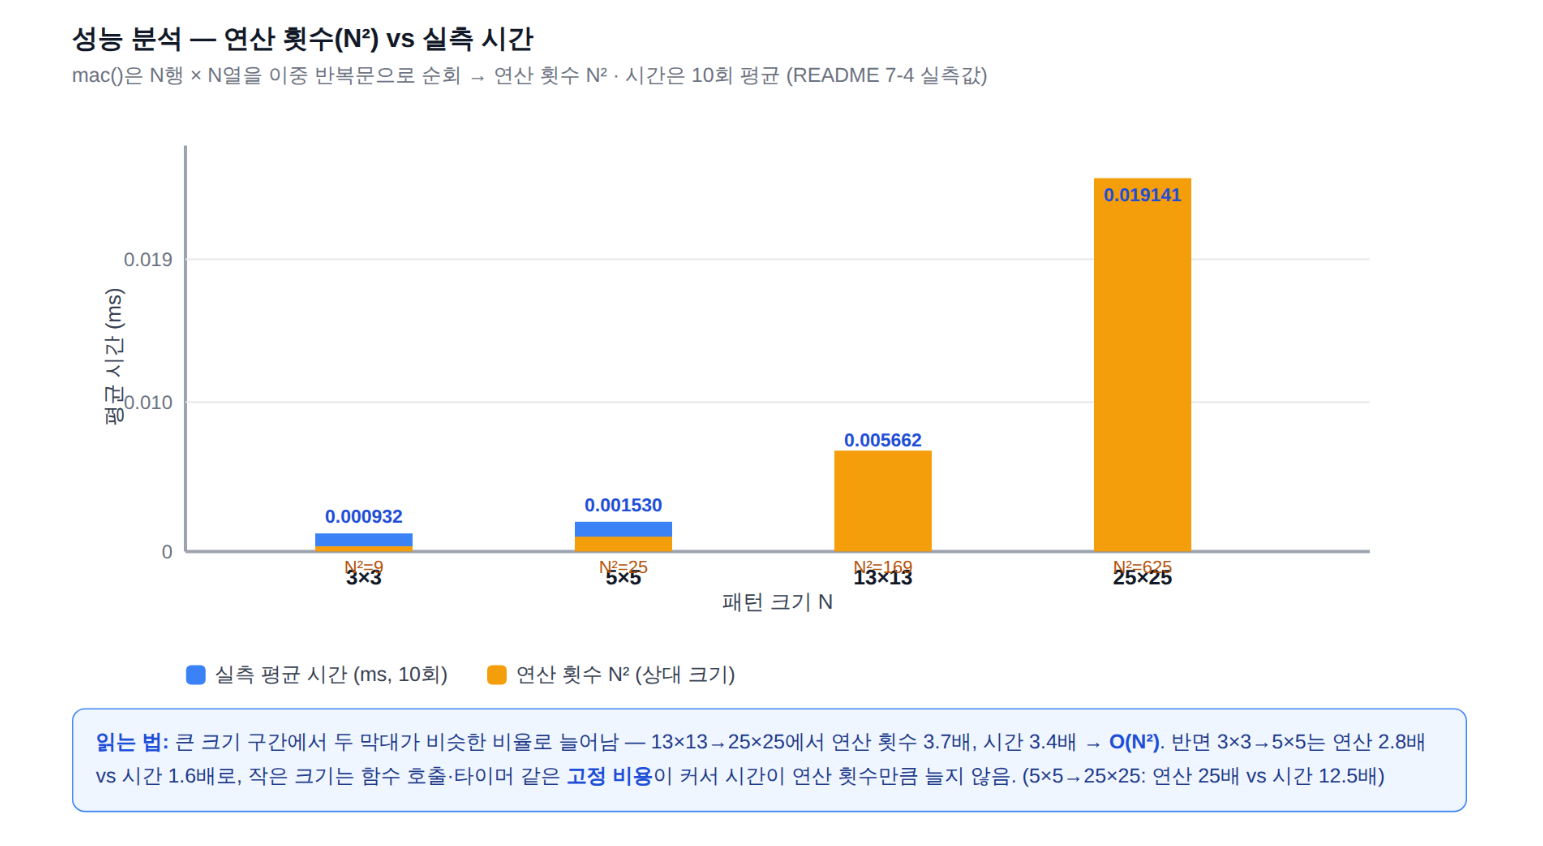 성능 분석 — 연산 횟수(N²) vs 실측 시간
mac()은 N행 × N열을 이중 반복문으로 순회 → 연산 횟수 N² · 시간은 10회 평균 (README 7-4 실측값)
평균 시간 (ms)
0.019
0.010
0
0.000932
0.001530
0.005662
0.019141
N²=9
N²=25
N²=169
N²=625
3×3
5×5
13×13
25×25
패턴 크기 N
실측 평균 시간 (ms, 10회)
연산 횟수 N² (상대 크기)
읽는 법: 큰 크기 구간에서 두 막대가 비슷한 비율로 늘어남 — 13×13→25×25에서 연산 횟수 3.7배, 시간 3.4배 → O(N²). 반면 3×3→5×5는 연산 2.8배
vs 시간 1.6배로, 작은 크기는 함수 호출·타이머 같은 고정 비용이 커서 시간이 연산 횟수만큼 늘지 않음. (5×5→25×25: 연산 25배 vs 시간 12.5배)